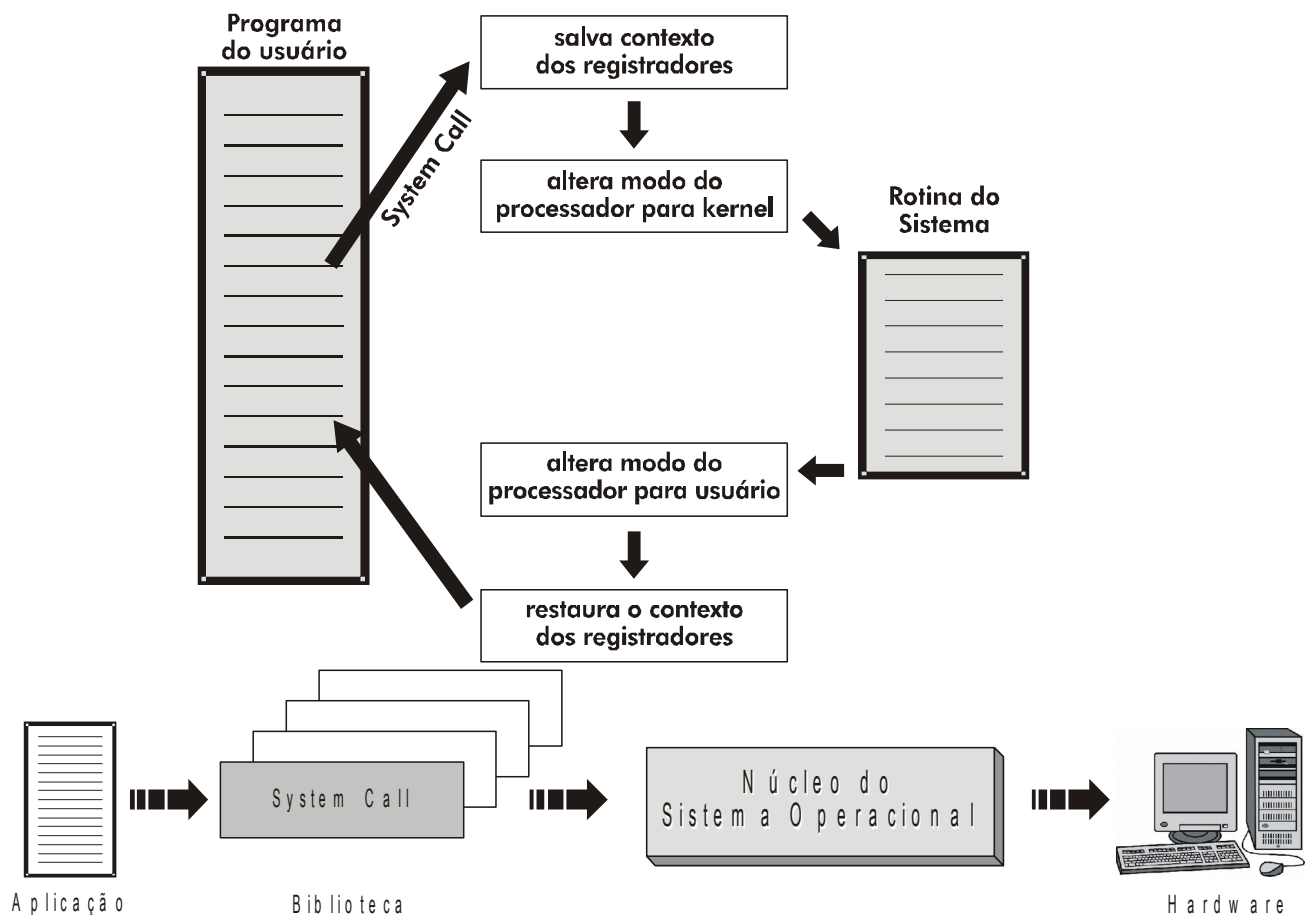 Programa
do usuário
salva contexto
dos registradores
System Call
altera modo do
processador para kernel
Rotina do
Sistema
altera modo do
processador para usuário
restaura o contexto
dos registradores
System Call
Núcleo do
Sistema Operacional
Aplicação
Biblioteca
Hardware